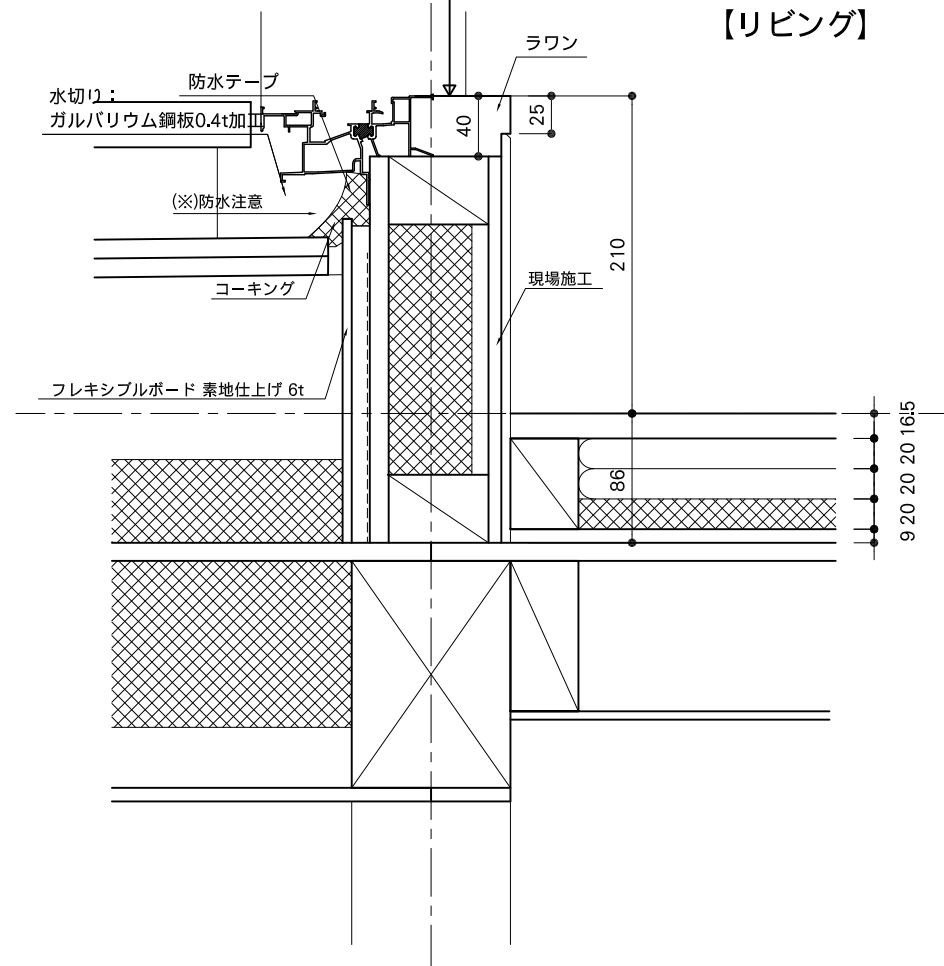 【リビング】
ラワン
防水テープ
水切り：
ガルバリウム鋼板0.4t加工
40
25
(※)防水注意
210
コーキング
現場施工
フレキシブルボード 素地仕上げ 6t
86
9 20 20 20 16.5